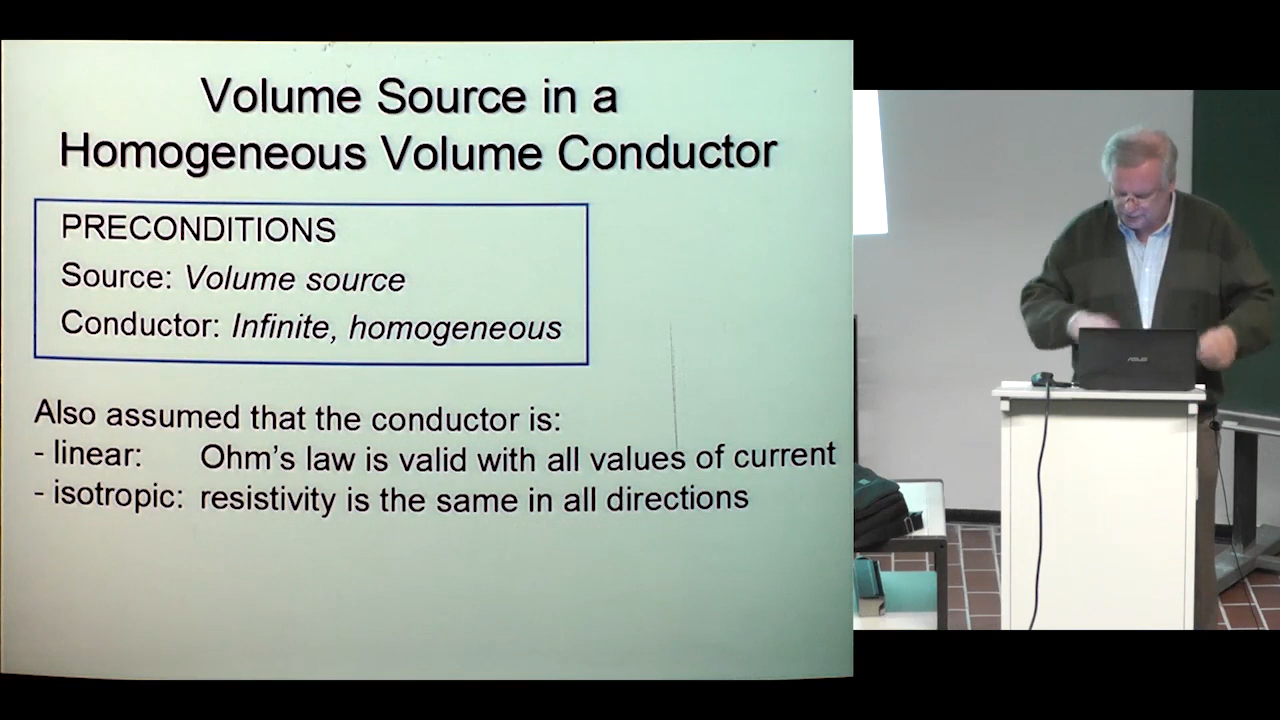 Volume Source in a
Homogeneous Volume Conductor
PRECONDITIONS
Source: Volume source
Conductor: Infinite, homogeneous
Also assumed that the conductor is:
- linear: Ohm's law is valid with all values of current
- isotropic: resistivity is the same in all directions
ASUS